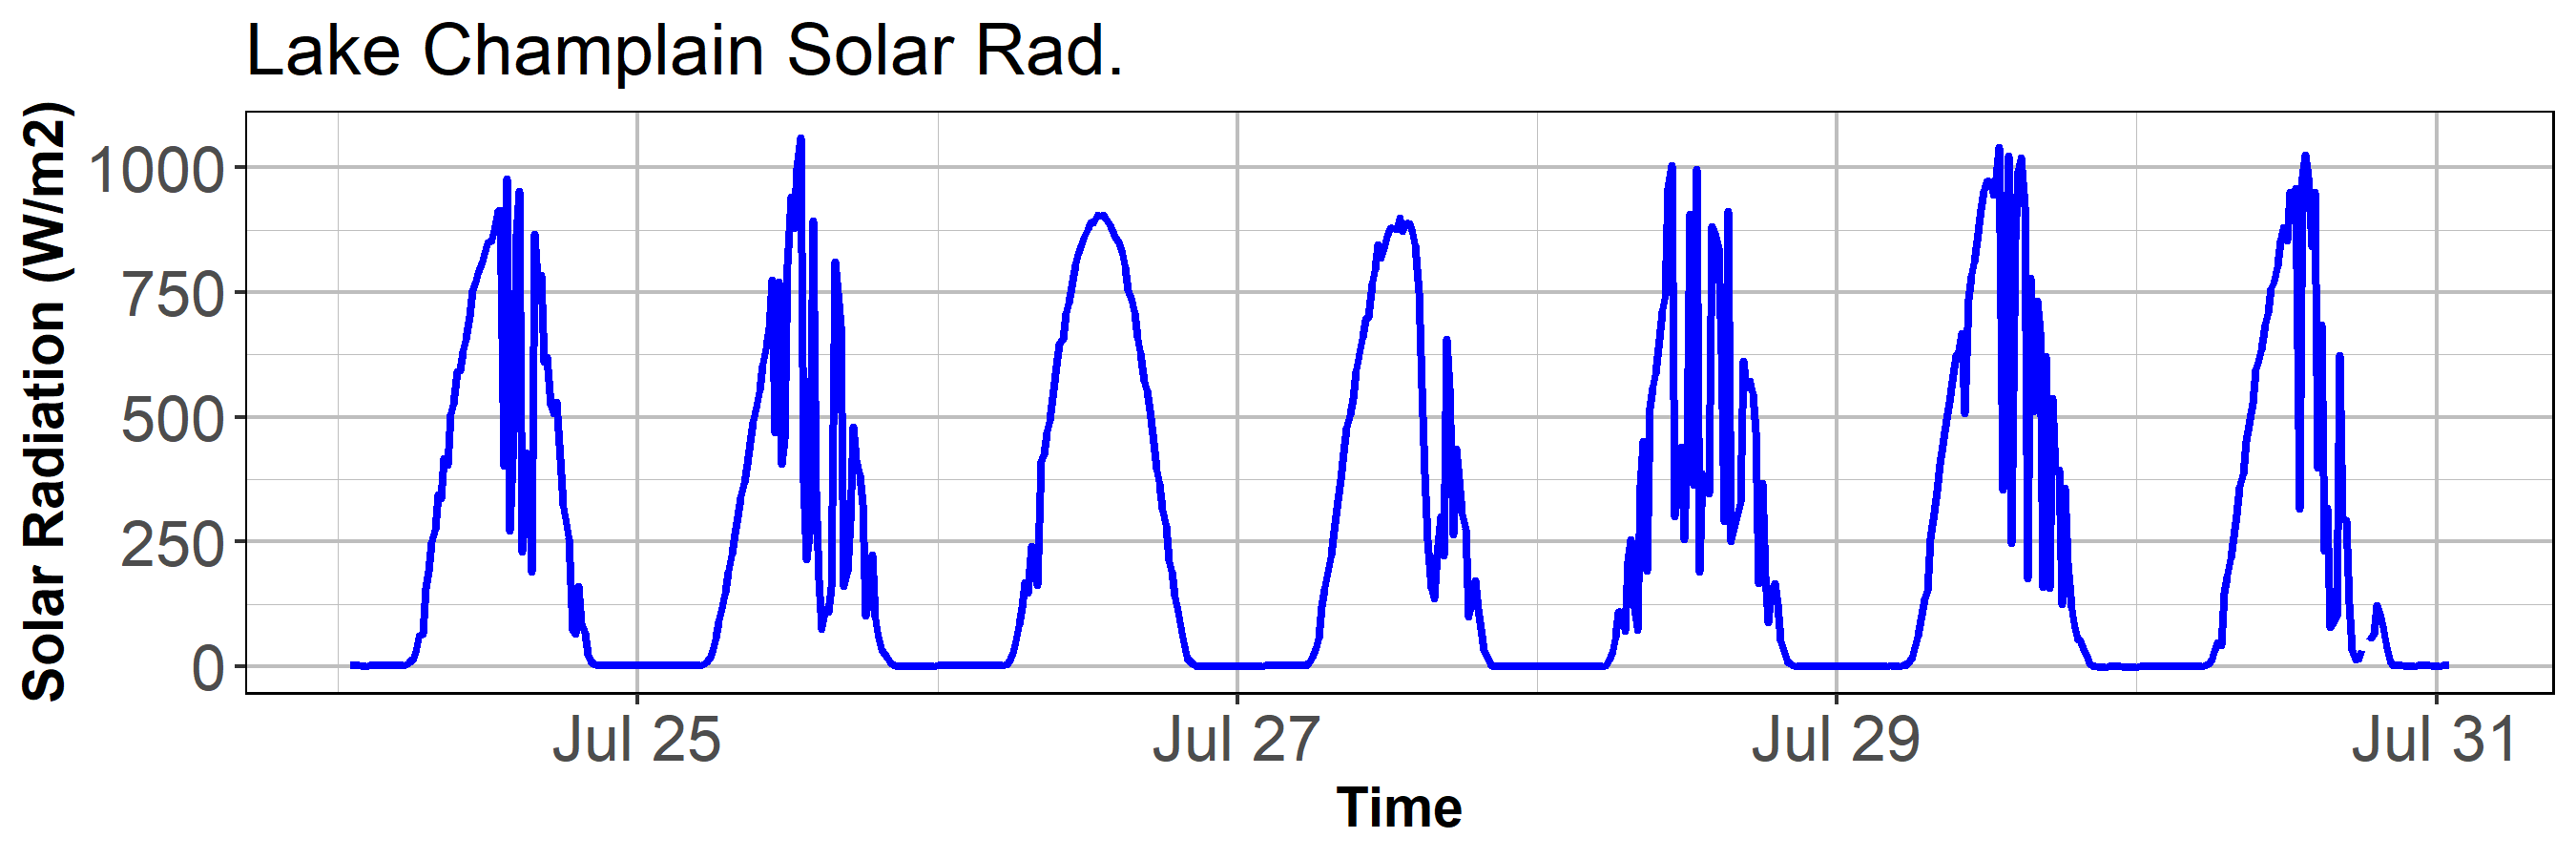 Lake Champlain Solar Rad.
Solar Radiation (W/m2)
1000
750
500
250
0
Jul 25 Jul 27 Jul 29 Jul 31
Time